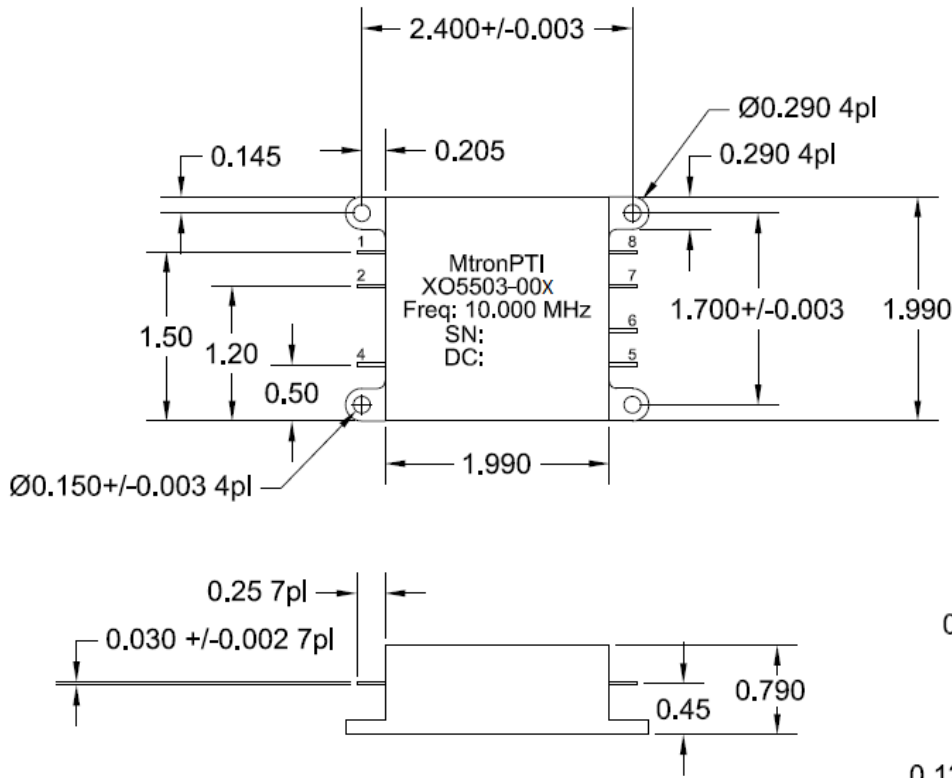 2.400+/-0.003
Ø0.290 4pl
0.145
0.205
0.290 4pl
1
8
MtronPTI
2
7
XO5503-00x
Freq: 10.000 MHz
1.700+/-0.003
1.990
SN:
6
1.50
1.20
DC:
4
5
0.50
1.990
Ø0.150+/-0.003 4pl
0.25 7pl
0.030 +/-0.002 7pl
0.790
0.45